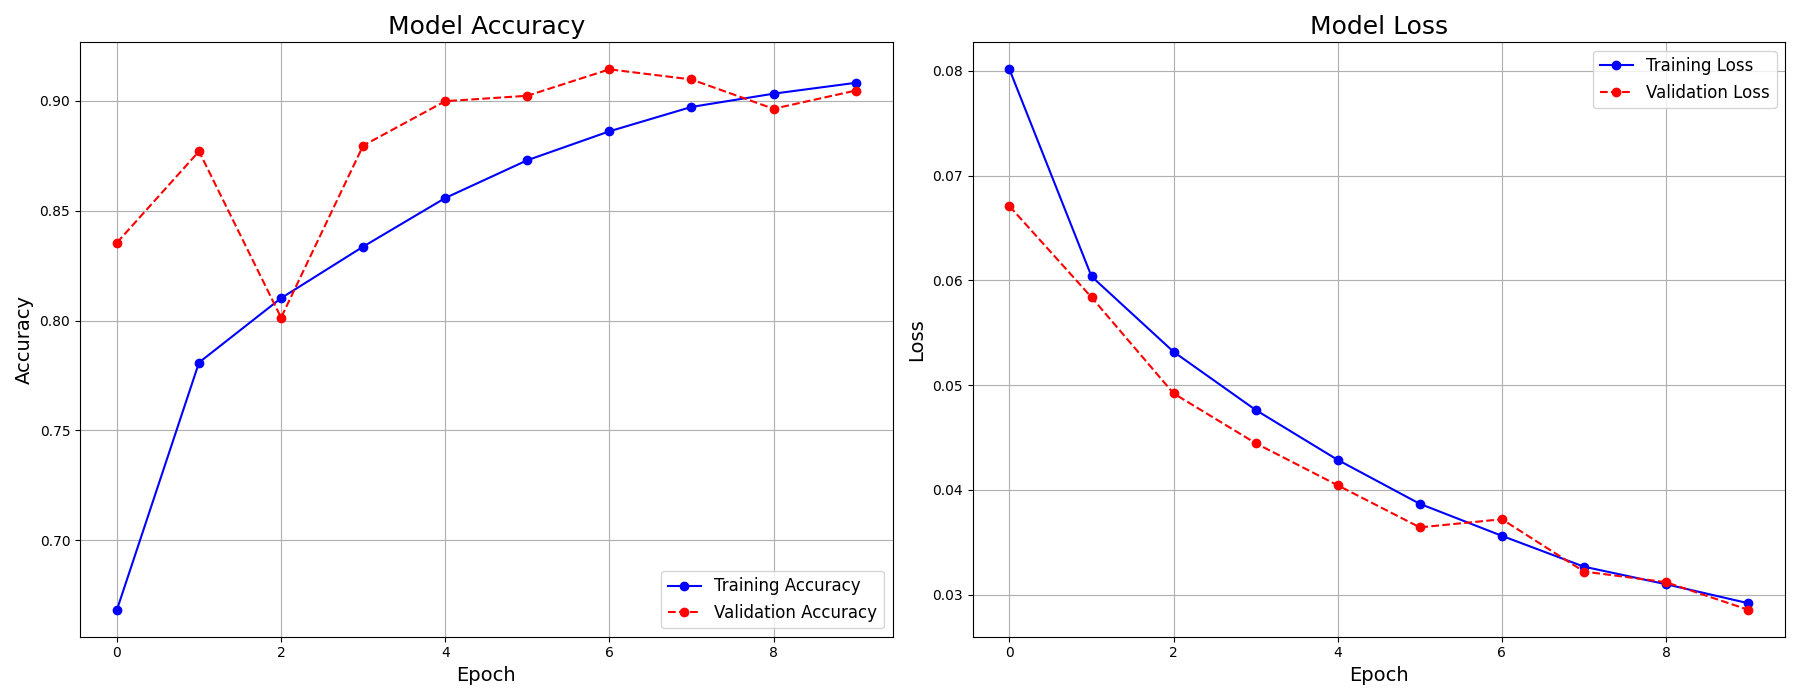 Model Accuracy
Accuracy
0.90
0.85
0.80
0.75
0.70
Training Accuracy
Validation Accuracy
0 2 4 6 8
Epoch
Model Loss
Loss
0.08
0.07
0.06
0.05
0.04
0.03
Training Loss
Validation Loss
0 2 4 6 8
Epoch